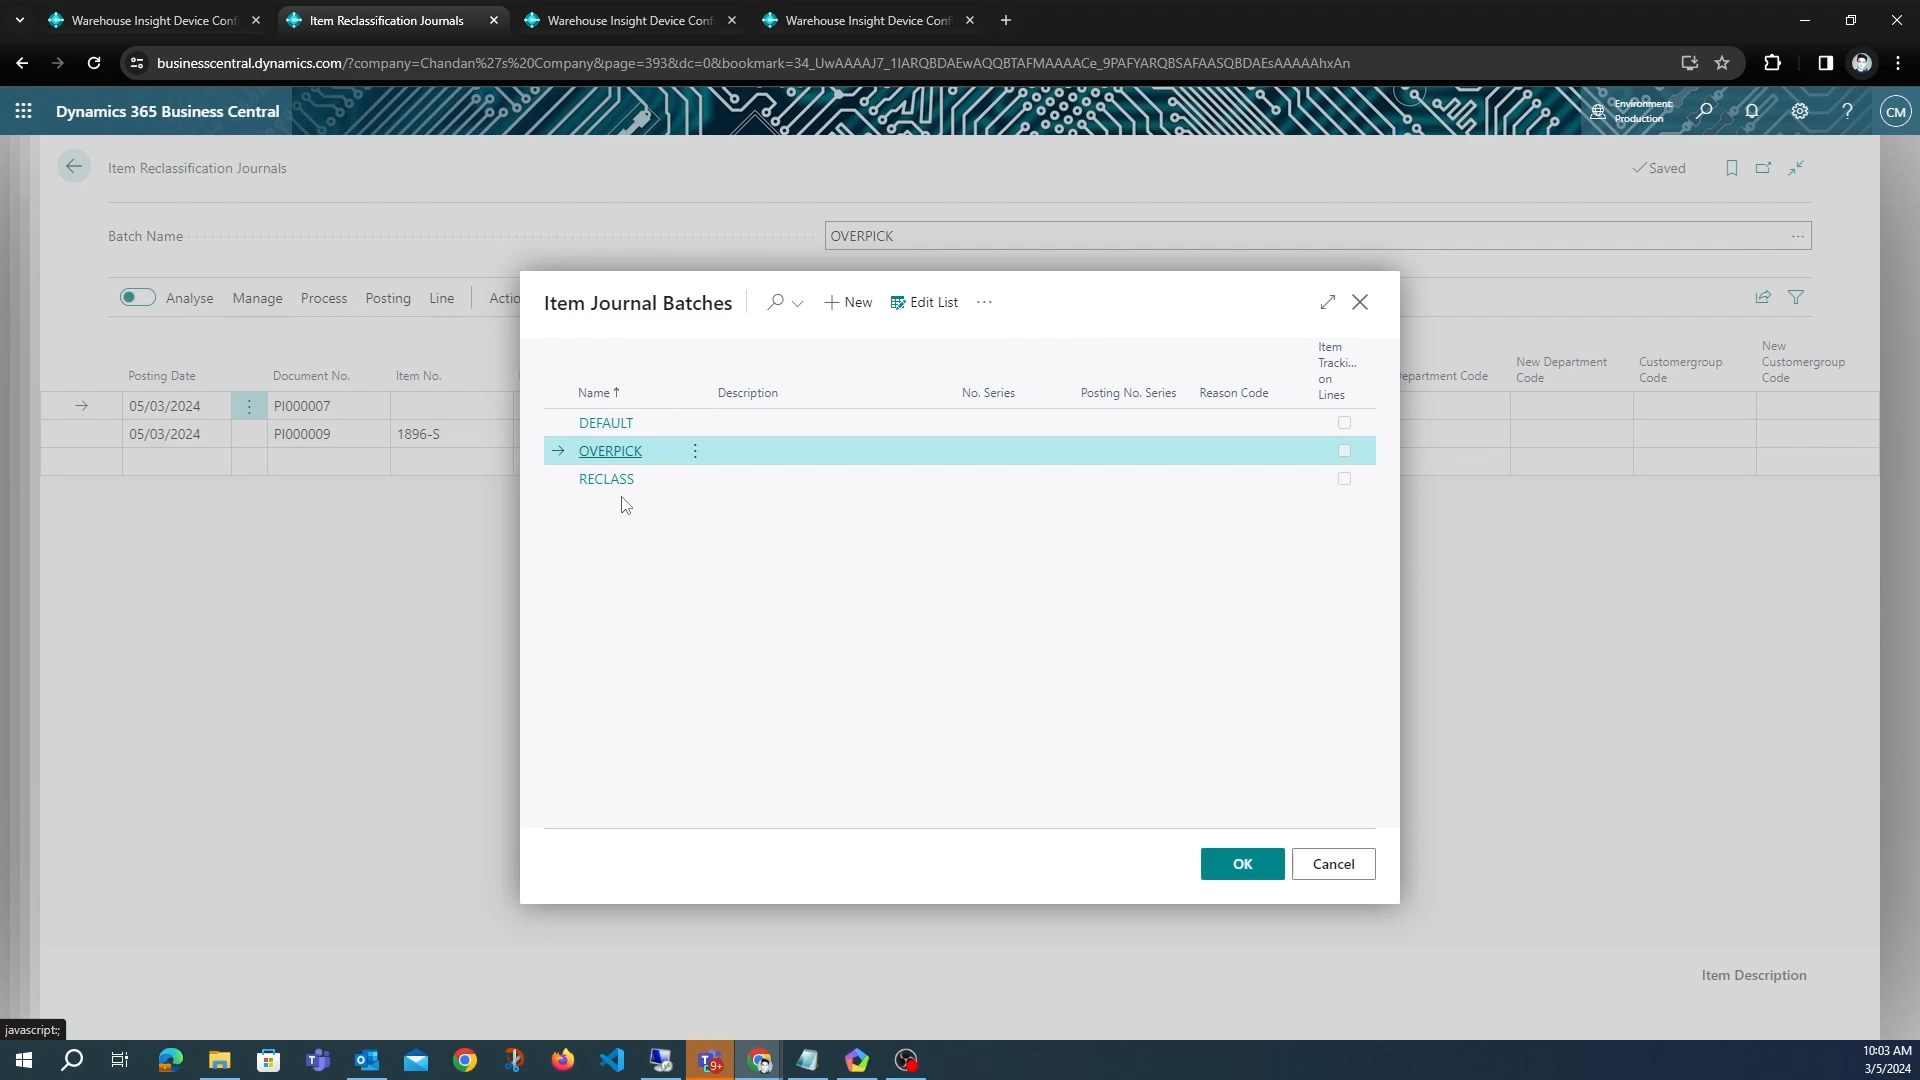 Warehouse Insight Device Conf
Item Reclassification Journals
Warehouse Insight Device Conf
Warehouse Insight Device Conf
businesscentral.dynamics.com/?company=Chandan%27s%20Company&page=393&dc=0&bookmark=34_UwAAAAJ7_1IARQBDAEwAQQBTAFMAAAACe_9PAFYARQBSAFAASQBDAEsAAAAAhxAn
Dynamics 365 Business Central
Environment:
Production
?
CM
Item Reclassification Journals
Saved
Batch Name
OVERPICK
Analyse Manage Process Posting Line Actio
Posting Date Document No. Item No.
epartment Code
New Department Code
Customergroup Code
New Customergroup Code
05/03/2024 PI000007
05/03/2024 PI000009 1896-S
Item Journal Batches
New
Edit List
Name ↑ Description No. Series Posting No. Series Reason Code
Item
Tracki...
on
Lines
DEFAULT
OVERPICK
RECLASS
OK Cancel
Item Description
javascript:;
9+
10:03 AM
3/5/2024